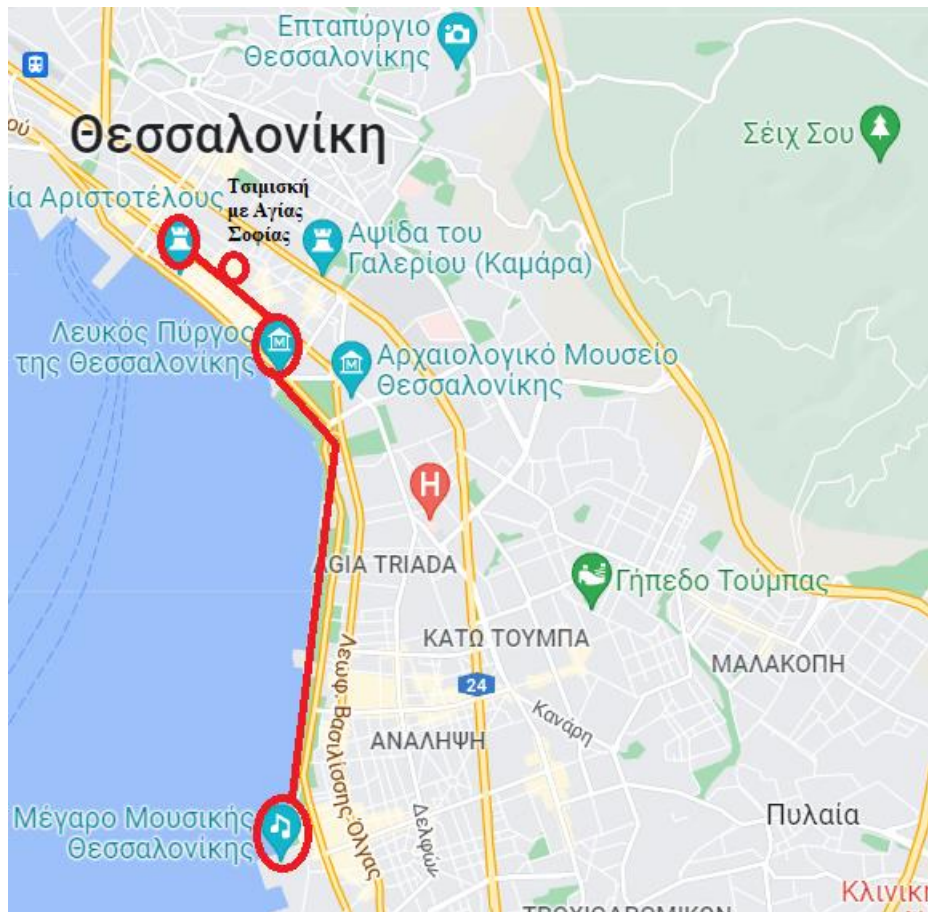 Επταπύργιο
Θεσσαλονίκης
Θεσσαλονίκη
Σέιχ Σου
ού
ία Αριστοτέλους
Τσιμισκή
με Αγίας
Σοφίας
Αψίδα του
Γαλερίου (Καμάρα)
Λευκός Πύργος
της Θεσσαλονίκης
Αρχαιολογικό Μουσείο
Θεσσαλονίκης
H
AGIA TRIADA
Γήπεδο Τούμπας
ΚΑΤΩ ΤΟΥΜΠΑ
ΜΑΛΑΚΟΠΗ
24
Κανάρη
ΑΝΑΛΗΨΗ
Λεωφ. Βασιλίσσης Όλγας
Δελφών
Μέγαρο Μουσικής
Θεσσαλονίκης
Πυλαία
Κλινικ